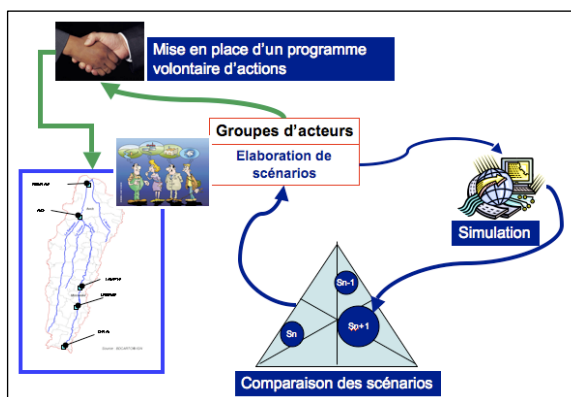 Mise en place d'un programme
volontaire d'actions
Groupes d'acteurs
Elaboration de
scénarios
Simulation
Sn-1
Sn
Sp+1
Comparaison des scénarios